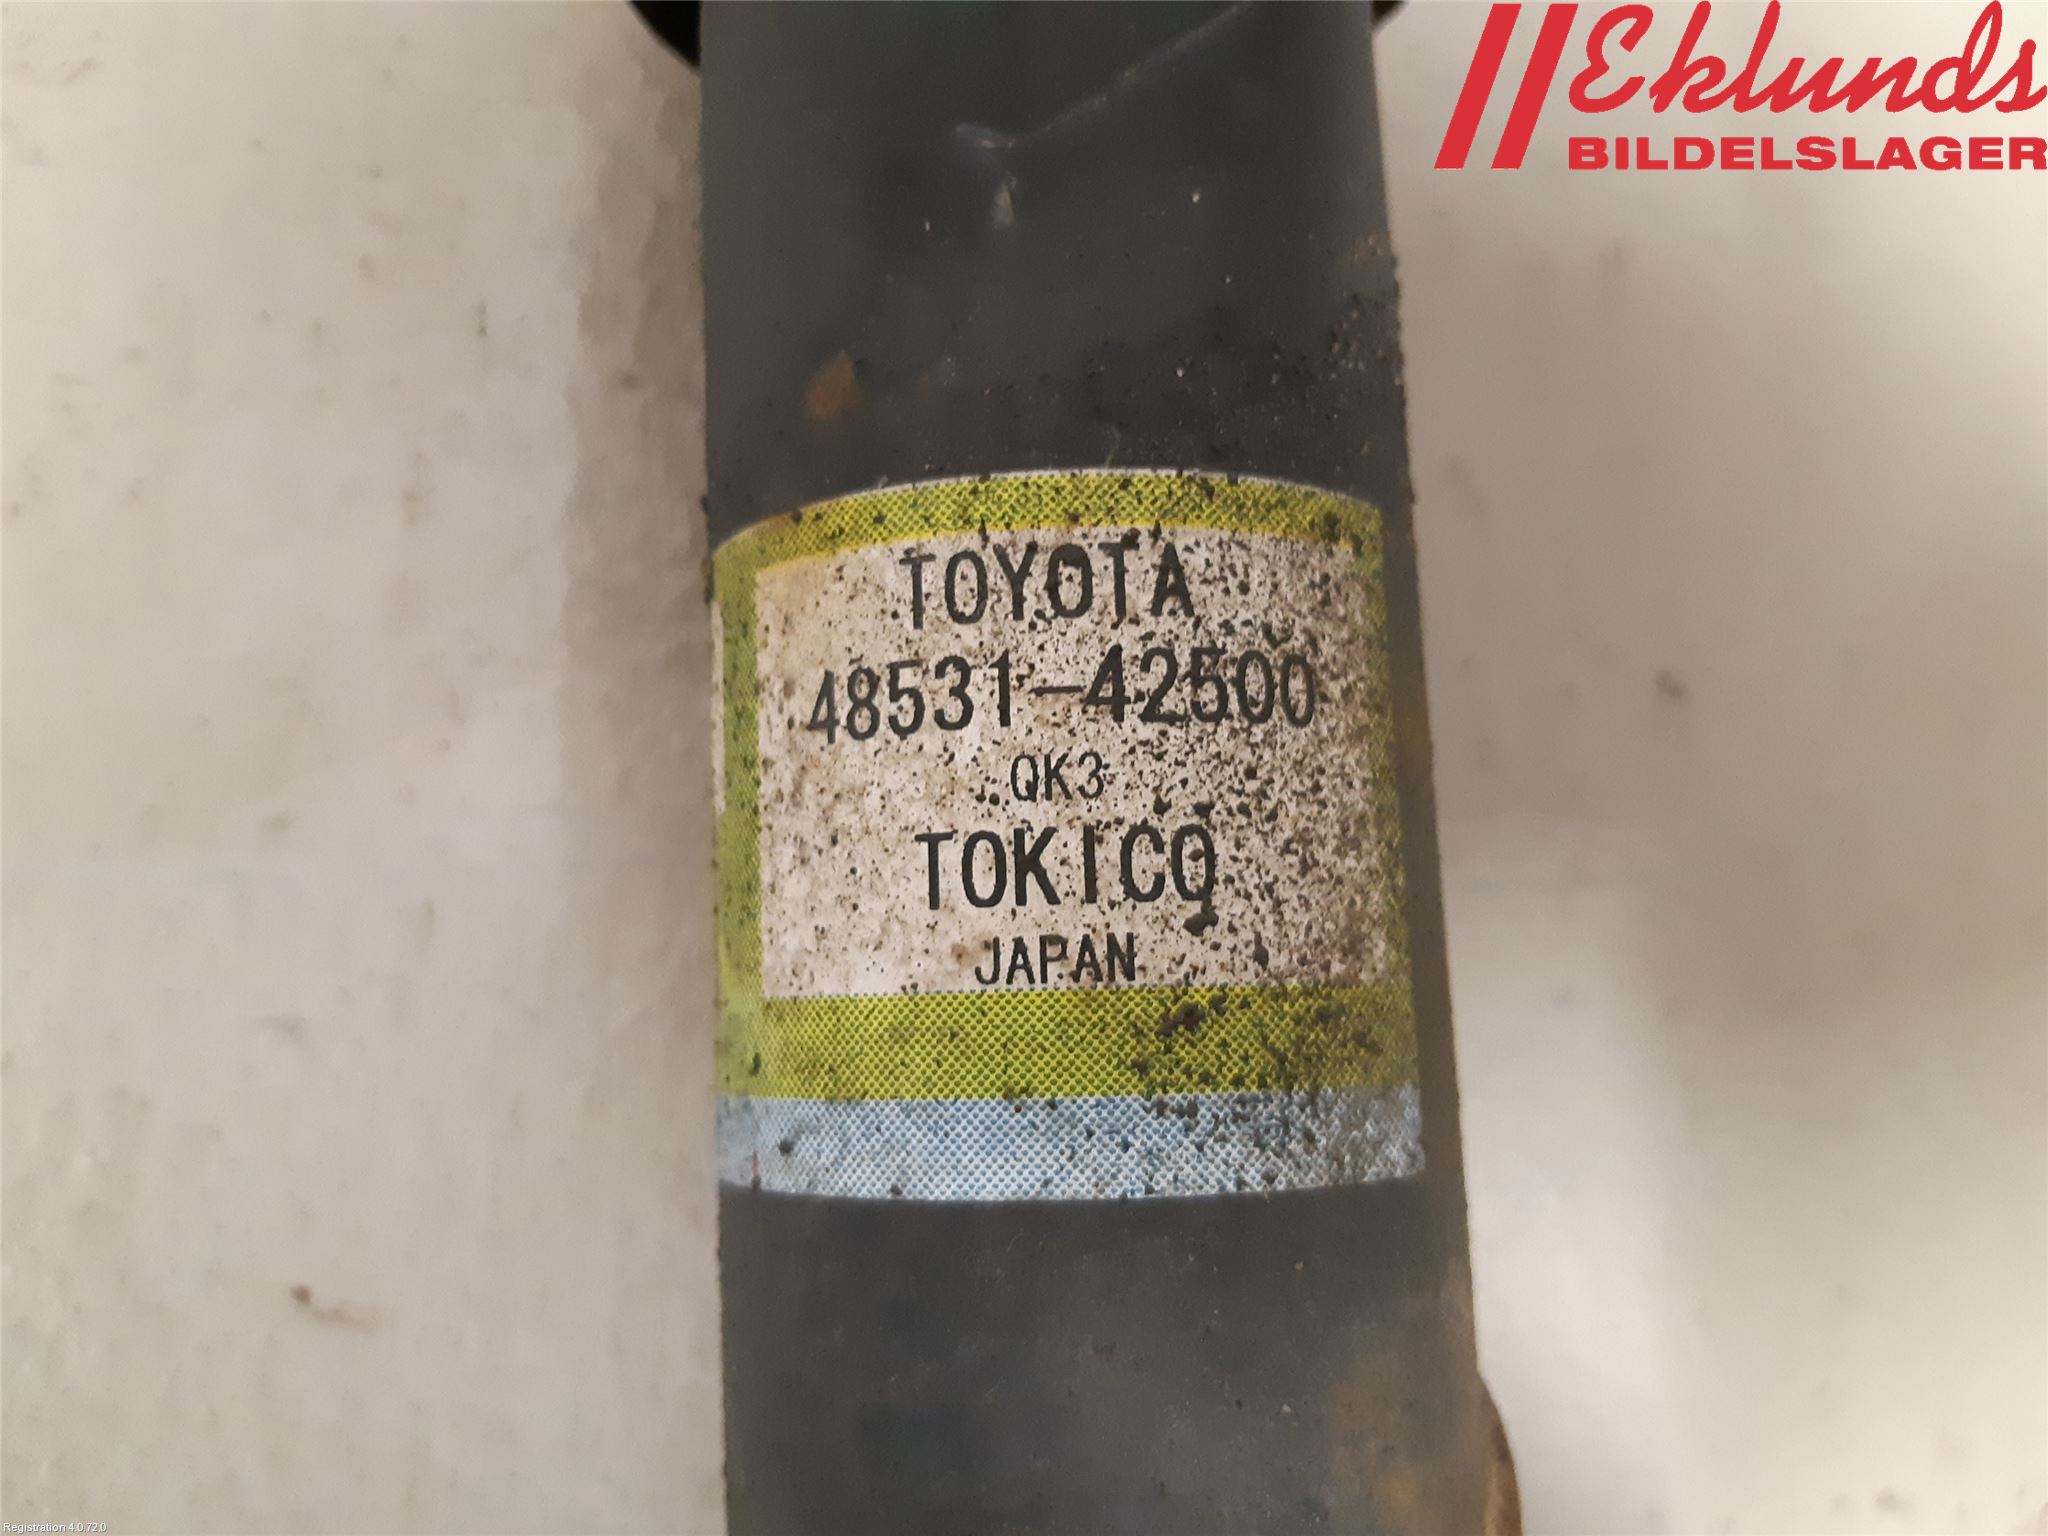 Eklunds
BILDELSLAGER
TOYOTA
48531-42500
QK3
TOKICO
JAPAN
Registration 4.0.72.0